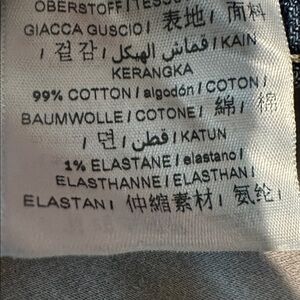 OBERSTOFF I TESSU
GIACCA GUSCIO I 表地 I 面料
I 겉감 I قماش الهيكل I KAIN
KERANGKA
99% COTTON I algodón I COTON I
BAUMWOLLE I COTONE I 綿 I 棉
I 면 I قطن I KATUN
1% ELASTANE I elastano I
ELASTHANNE I ELASTHAN I
ELASTAN I 伸縮素材 I 氨纶 I